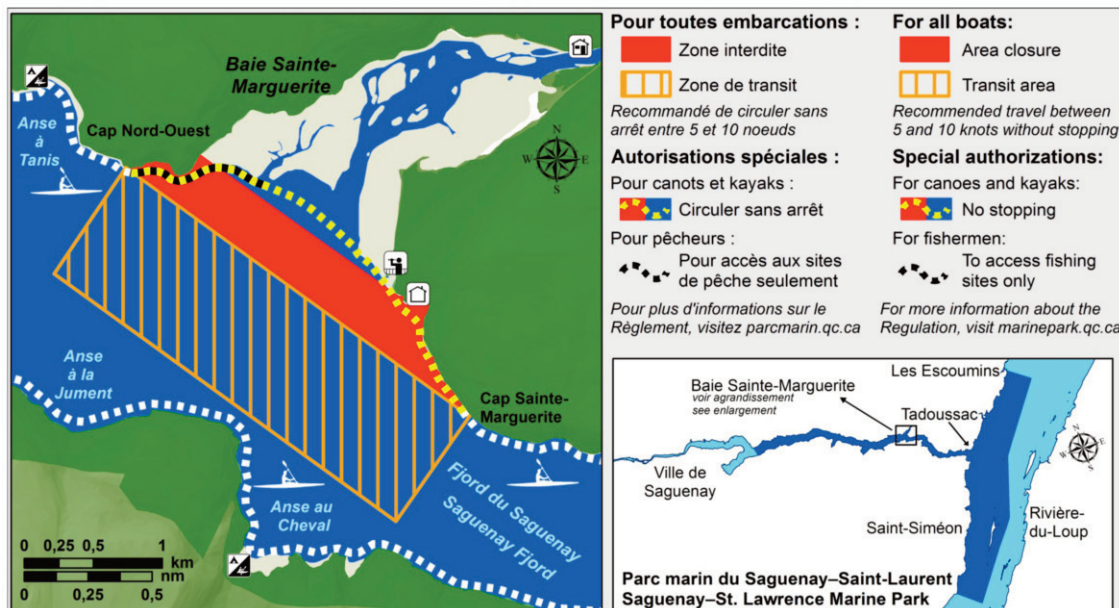 Baie Sainte-
Marguerite
Cap Nord-Ouest
Anse
à
Tanis
N
W
E
S
Anse
à la
Jument
Cap Sainte-
Marguerite
Anse au
Cheval
Fjord du Saguenay
Saguenay Fjord
0 0,25 0,5 1
km
nm
0 0,25 0,5
Pour toutes embarcations :
Zone interdite
Zone de transit
Recommandé de circuler sans
arrêt entre 5 et 10 noeuds
Autorisations spéciales :
Pour canots et kayaks :
Circuler sans arrêt
Pour pêcheurs :
Pour accès aux sites
de pêche seulement
Pour plus d'informations sur le
Règlement, visitez parcmarin.qc.ca
For all boats:
Area closure
Transit area
Recommended travel between
5 and 10 knots without stopping
Special authorizations:
For canoes and kayaks:
No stopping
For fishermen:
To access fishing
sites only
For more information about the
Regulation, visit marinepark.qc.ca
Les Escoumins
Baie Sainte-Marguerite
voir agrandissement
see enlargement
Tadoussac
N
W
E
S
Ville de
Saguenay
Saint-Siméon
Rivière-
du-Loup
Parc marin du Saguenay–Saint-Laurent
Saguenay–St. Lawrence Marine Park